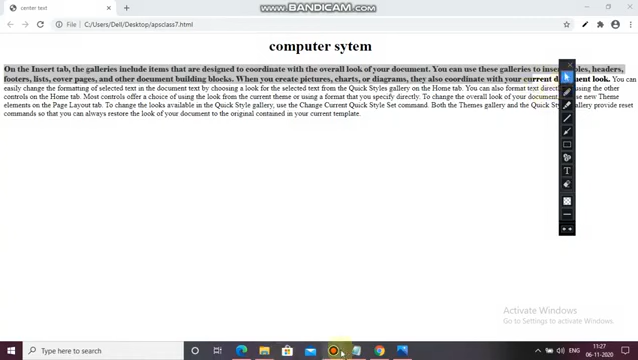 center text
WWW.BANDICAM.COM
File | C:/Users/Dell/Desktop/apsclass7.html
computer sytem
On the Insert tab, the galleries include items that are designed to coordinate with the overall look of your document. You can use these galleries to insert tables, headers,
footers, lists, cover pages, and other document building blocks. When you create pictures, charts, or diagrams, they also coordinate with your current document look. You can
easily change the formatting of selected text in the document text by choosing a look for the selected text from the Quick Styles gallery on the Home tab. You can also format text directly using the other
controls on the Home tab. Most controls offer a choice of using the look from the current theme or using a format that you specify directly. To change the overall look of your document, new Theme
elements on the Page Layout tab. To change the looks available in the Quick Style gallery, use the Change Current Quick Style Set command. Both the Themes gallery and the Quick gallery provide reset
commands so that you can always restore the look of your document to the original contained in your current template.
T
Activate Windows
Go to Settings to activate Windows.
Type here to search
ENG
11:27
06-11-2020